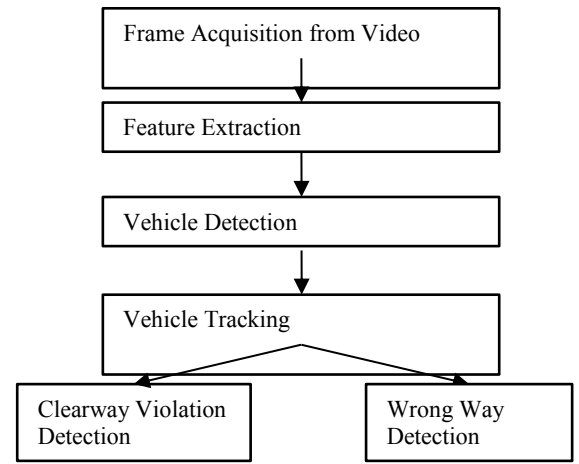 Frame Acquisition from Video
Feature Extraction
Vehicle Detection
Vehicle Tracking
Clearway Violation
Detection
Wrong Way
Detection